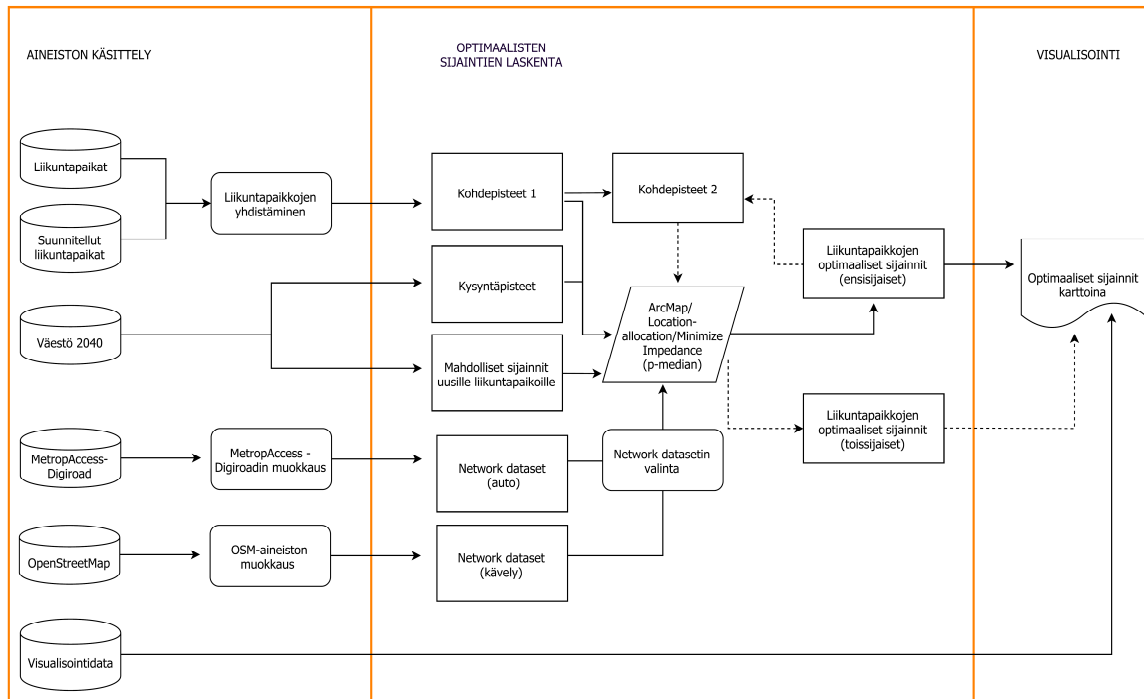 AINEISTON KÄSITTELY
OPTIMAALISTEN
SIJAINTIEN LASKENTA
VISUALISOINTI
Liikuntapaikat
Suunnitellut
liikuntapaikat
Väestö 2040
MetropAccess-
Digiroad
OpenStreetMap
Visualisointidata
Liikuntapaikkojen
yhdistäminen
MetropAccess -
Digiroadin muokkaus
OSM-aineiston
muokkaus
Kohdepisteet 1
Kysyntäpisteet
Mahdolliset sijainnit
uusille liikuntapaikoille
Network dataset
(auto)
Network dataset
(kävely)
Kohdepisteet 2
ArcMap/
Location-
allocation/Minimize
Impedance
(p-median)
Network datasetin
valinta
Liikuntapaikkojen
optimaaliset sijainnit
(ensisijaiset)
Liikuntapaikkojen
optimaaliset sijainnit
(toissijaiset)
Optimaaliset sijainnit
karttoina